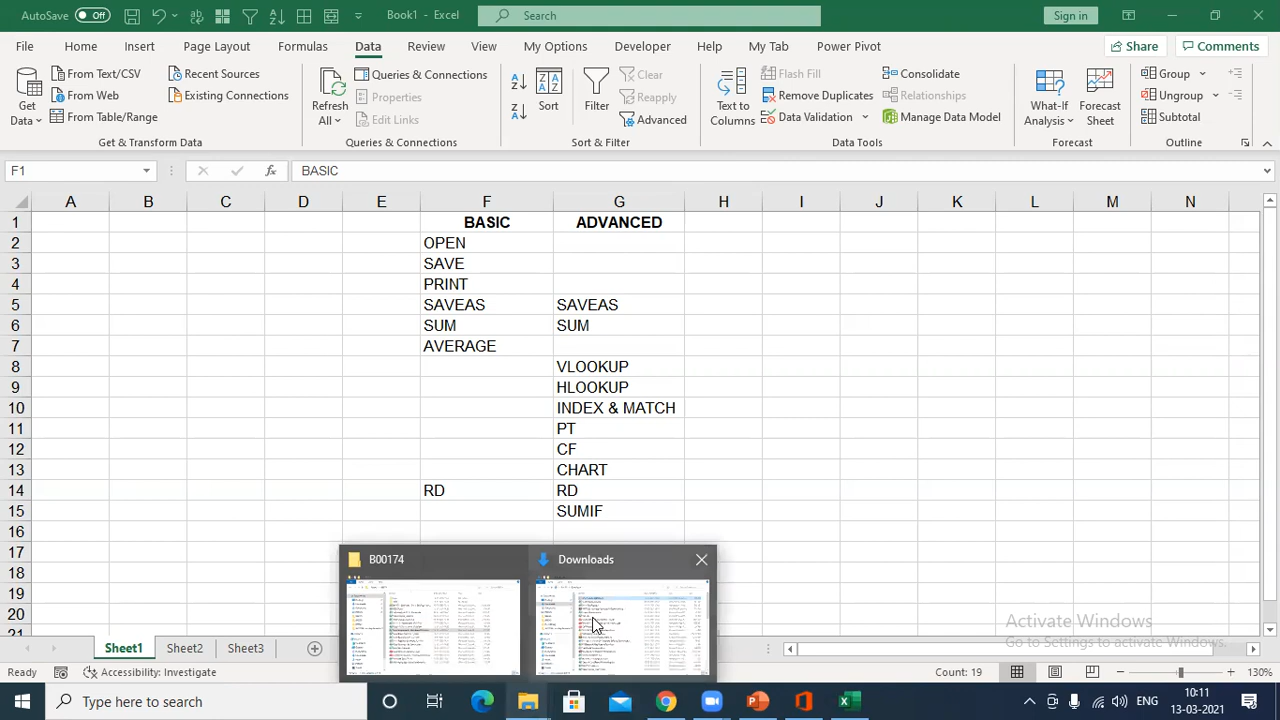 AutoSave Off Book1 - Excel Search Sign in
File Home Insert Page Layout Formulas Data Review View My Options Developer Help My Tab Power Pivot Share Comments
Get Data From Text/CSV From Web From Table/Range Recent Sources Existing Connections
Refresh All Queries & Connections Properties Edit Links
Sort Filter Clear Reapply Advanced
Text to Columns Flash Fill Remove Duplicates Data Validation Consolidate Relationships Manage Data Model
What-If Analysis Forecast Sheet Group Ungroup Subtotal
Get & Transform Data Queries & Connections Sort & Filter Data Tools Forecast Outline
F1 fx BASIC
A B C D E F G H I J K L M N
1 BASIC ADVANCED
2 OPEN
3 SAVE
4 PRINT
5 SAVEAS SAVEAS
6 SUM SUM
7 AVERAGE
8 VLOOKUP
9 HLOOKUP
10 INDEX & MATCH
11 PT
12 CF
13 CHART
14 RD RD
15 SUMIF
16
17 B00174 Downloads
18
19
20 Activate Windows
21
Sheet1 Sheet2 Sheet3
Accessibility: Investigate Count: 19 130%
Type here to search ENG 10:11
13-03-2021